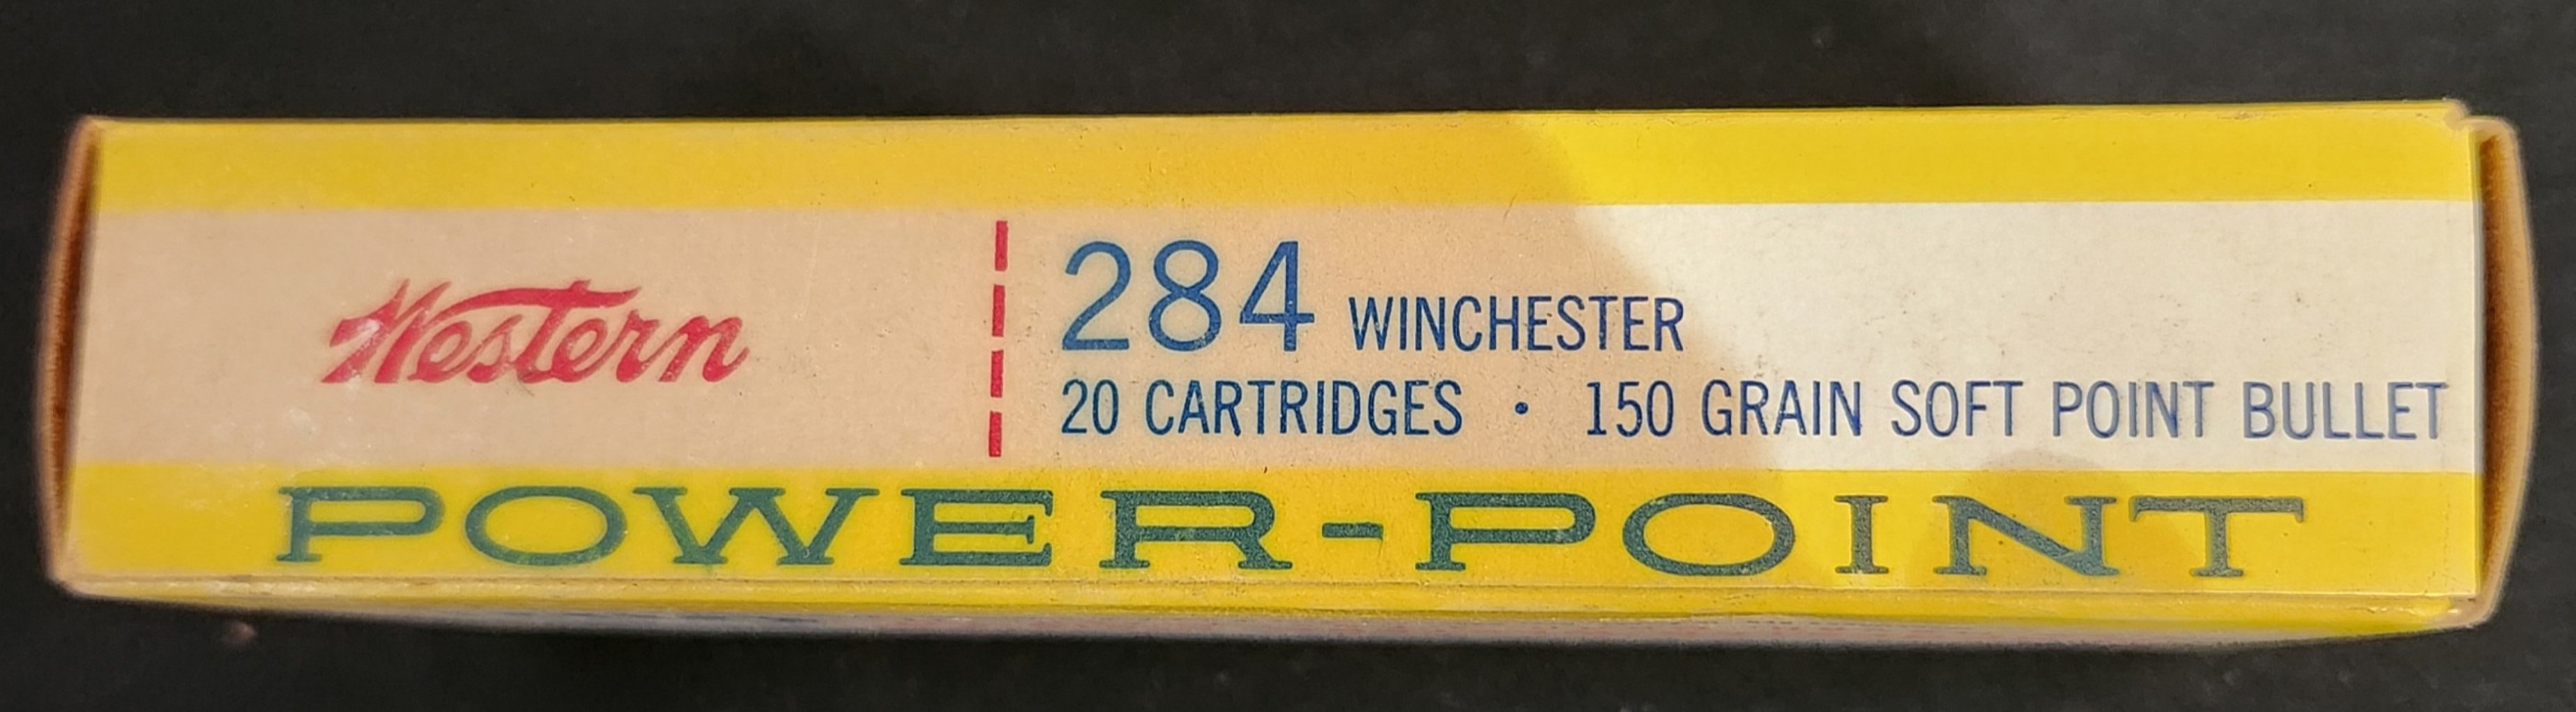 Western
284 WINCHESTER
20 CARTRIDGES · 150 GRAIN SOFT POINT BULLET
POWER-POINT